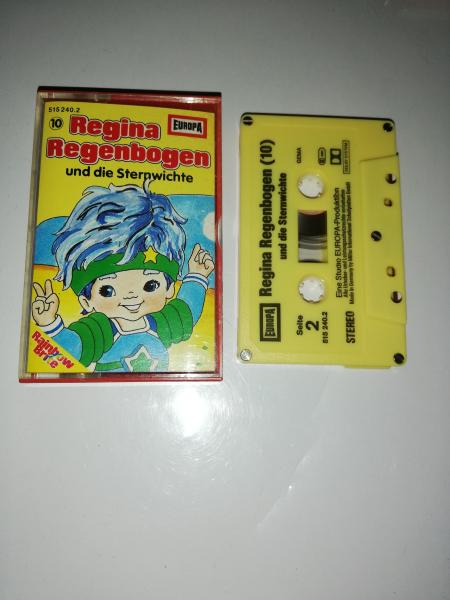 515 240.2
10 Regina
EUROPA
Regenbogen
und die Sternwichte
Rainbow
Brite
Regina Regenbogen (10)
und die Sternwichte
GEMA
EUROPA
Seite
2
515 240.2
STEREO
Eine Studio EUROPA-Produktion